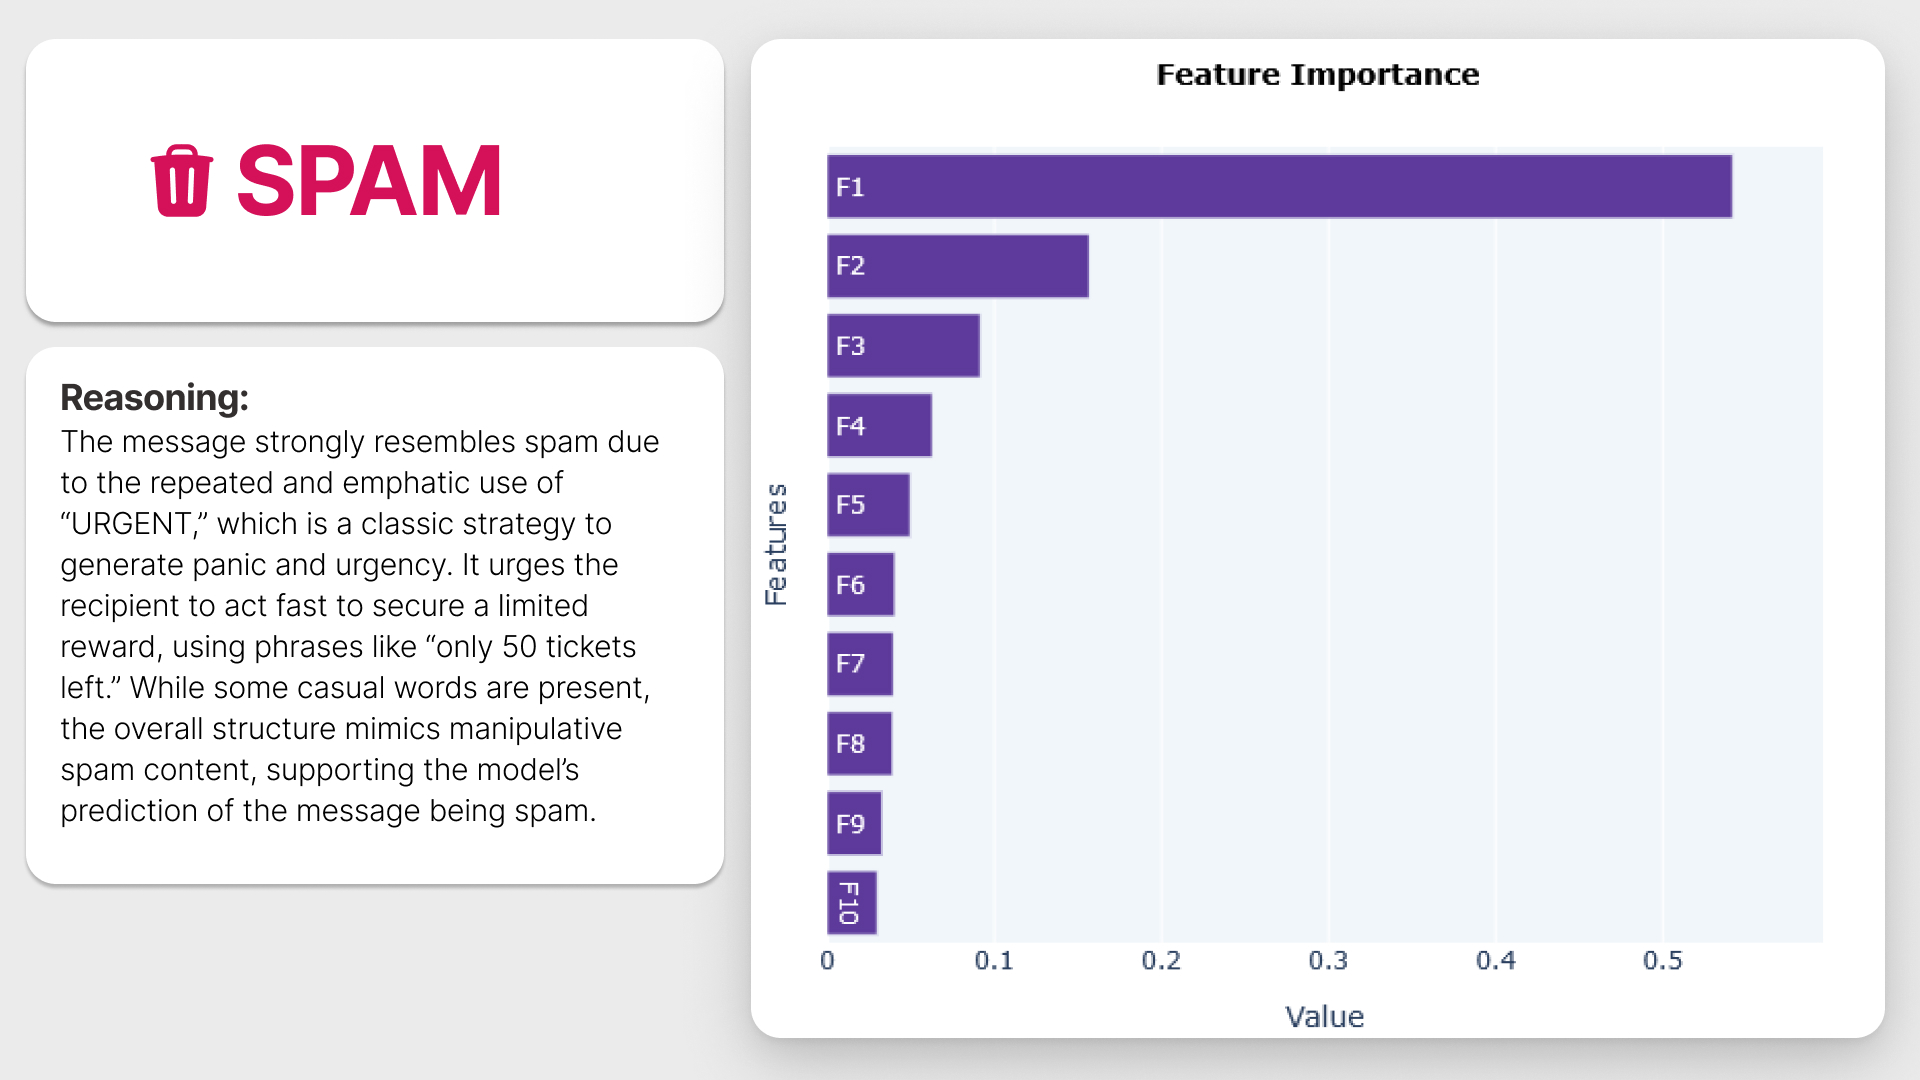 SPAM
Reasoning:
The message strongly resembles spam due
to the repeated and emphatic use of
“URGENT,” which is a classic strategy to
generate panic and urgency. It urges the
recipient to act fast to secure a limited
reward, using phrases like “only 50 tickets
left.” While some casual words are present,
the overall structure mimics manipulative
spam content, supporting the model’s
prediction of the message being spam.
Feature Importance
Features
F1
F2
F3
F4
F5
F6
F7
F8
F9
F10
0 0.1 0.2 0.3 0.4 0.5
Value